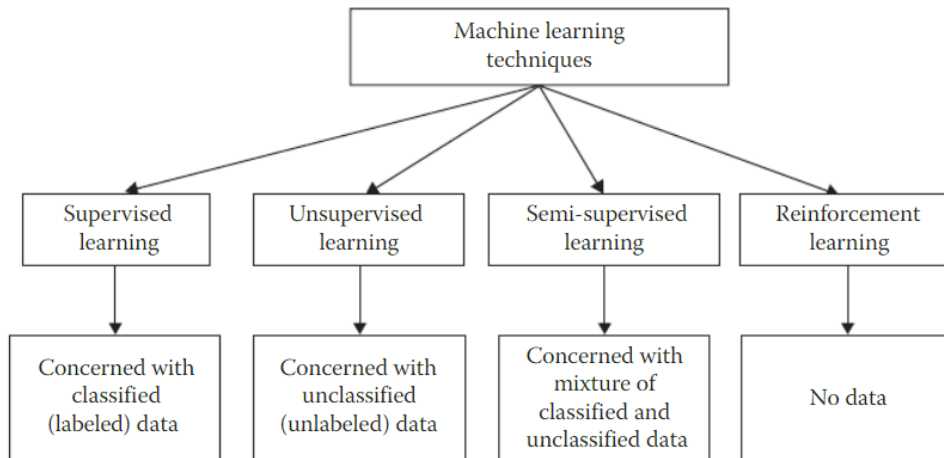 Machine learning
techniques
Supervised
learning
Unsupervised
learning
Semi-supervised
learning
Reinforcement
learning
Concerned with
classified
(labeled) data
Concerned with
unclassified
(unlabeled) data
Concerned with
mixture of
classified and
unclassified data
No data